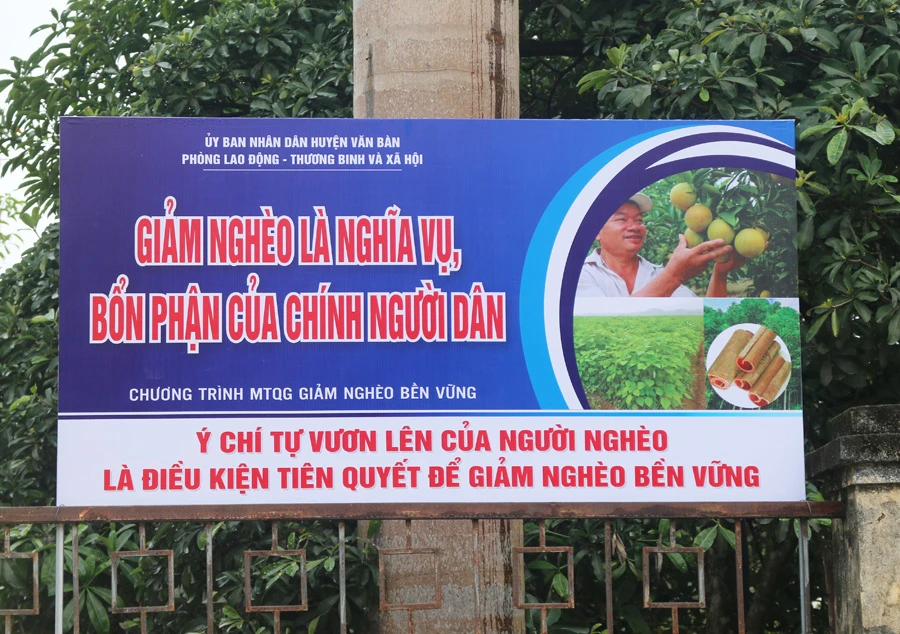 ỦY BAN NHÂN DÂN HUYỆN VĂN BÀN
PHÒNG LAO ĐỘNG - THƯƠNG BINH VÀ XÃ HỘI
GIẢM NGHÈO LÀ NGHĨA VỤ,
BỔN PHẬN CỦA CHÍNH NGƯỜI DÂN
CHƯƠNG TRÌNH MTQG GIẢM NGHÈO BỀN VỮNG
Ý CHÍ TỰ VƯƠN LÊN CỦA NGƯỜI NGHÈO
LÀ ĐIỀU KIỆN TIÊN QUYẾT ĐỂ GIẢM NGHÈO BỀN VỮNG